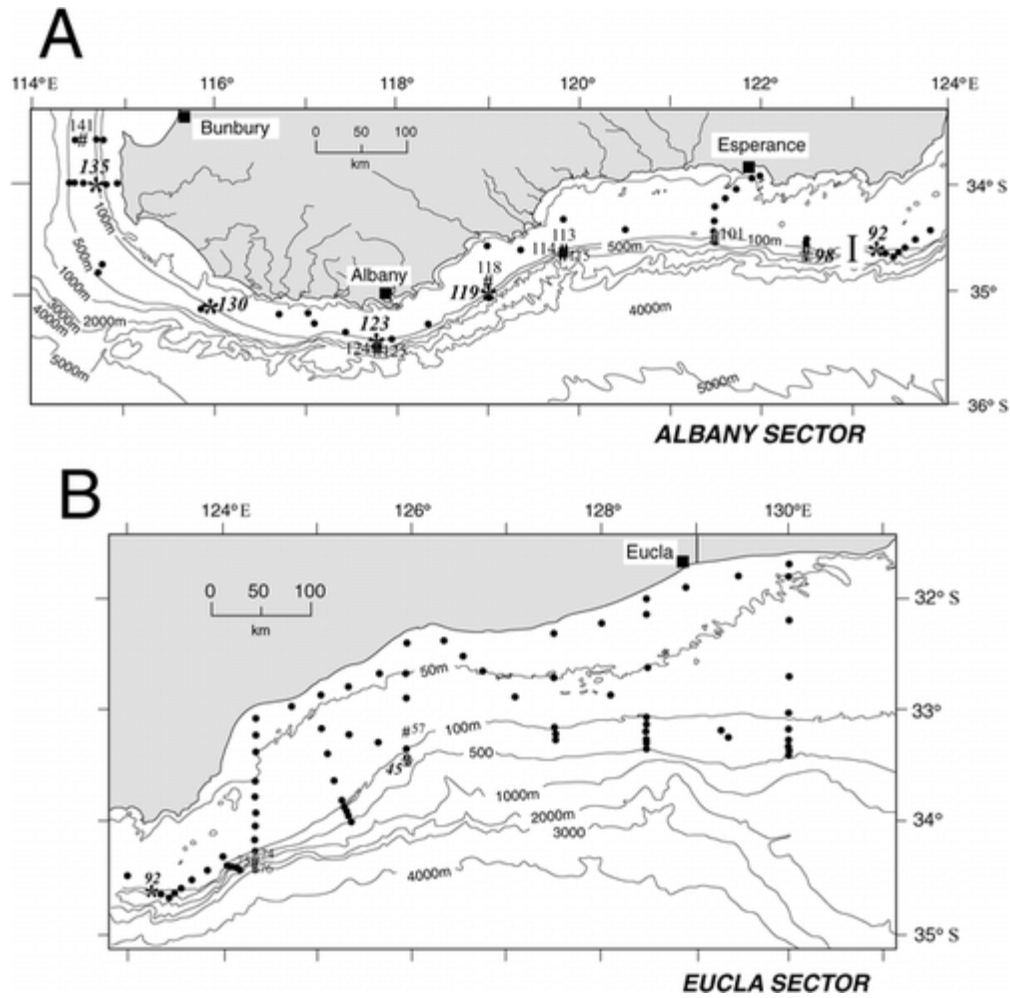 A
114° E 116° 118° 120° 122° 124° E
Bunbury
Esperance
Albany
0 50 100
km
141
#
135
*
100m
500m
1000m
2000m
3000m
4000m
5000m
*130
118
119
123
*
124 125
113
114
500m
101
100m
98
I
92
*
4000m
5000m
34° S
35°
36° S
ALBANY SECTOR
B
124°E 126° 128° 130°E
Eucla
0 50 100
km
50m
#57
100m
45
500
1000m
2000m
3000
4000m
92
*
32° S
33°
34°
35° S
EUCLA SECTOR